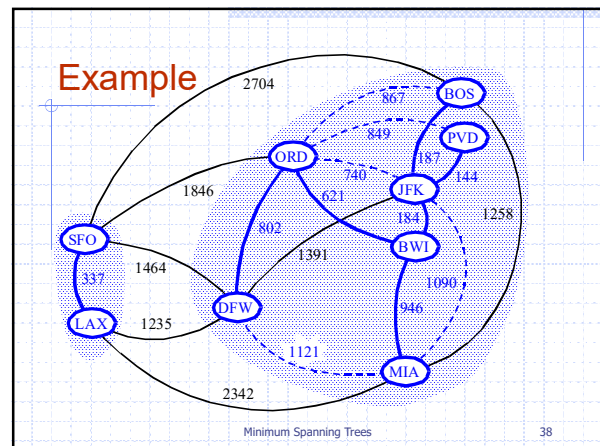 Example
2704
BOS
867
849
PVD
ORD
187
740
144
1846
621
JFK
184
1258
802
SFO
1391
BWI
1464
337
1090
946
DFW
LAX
1235
1121
MIA
2342
Minimum Spanning Trees 38